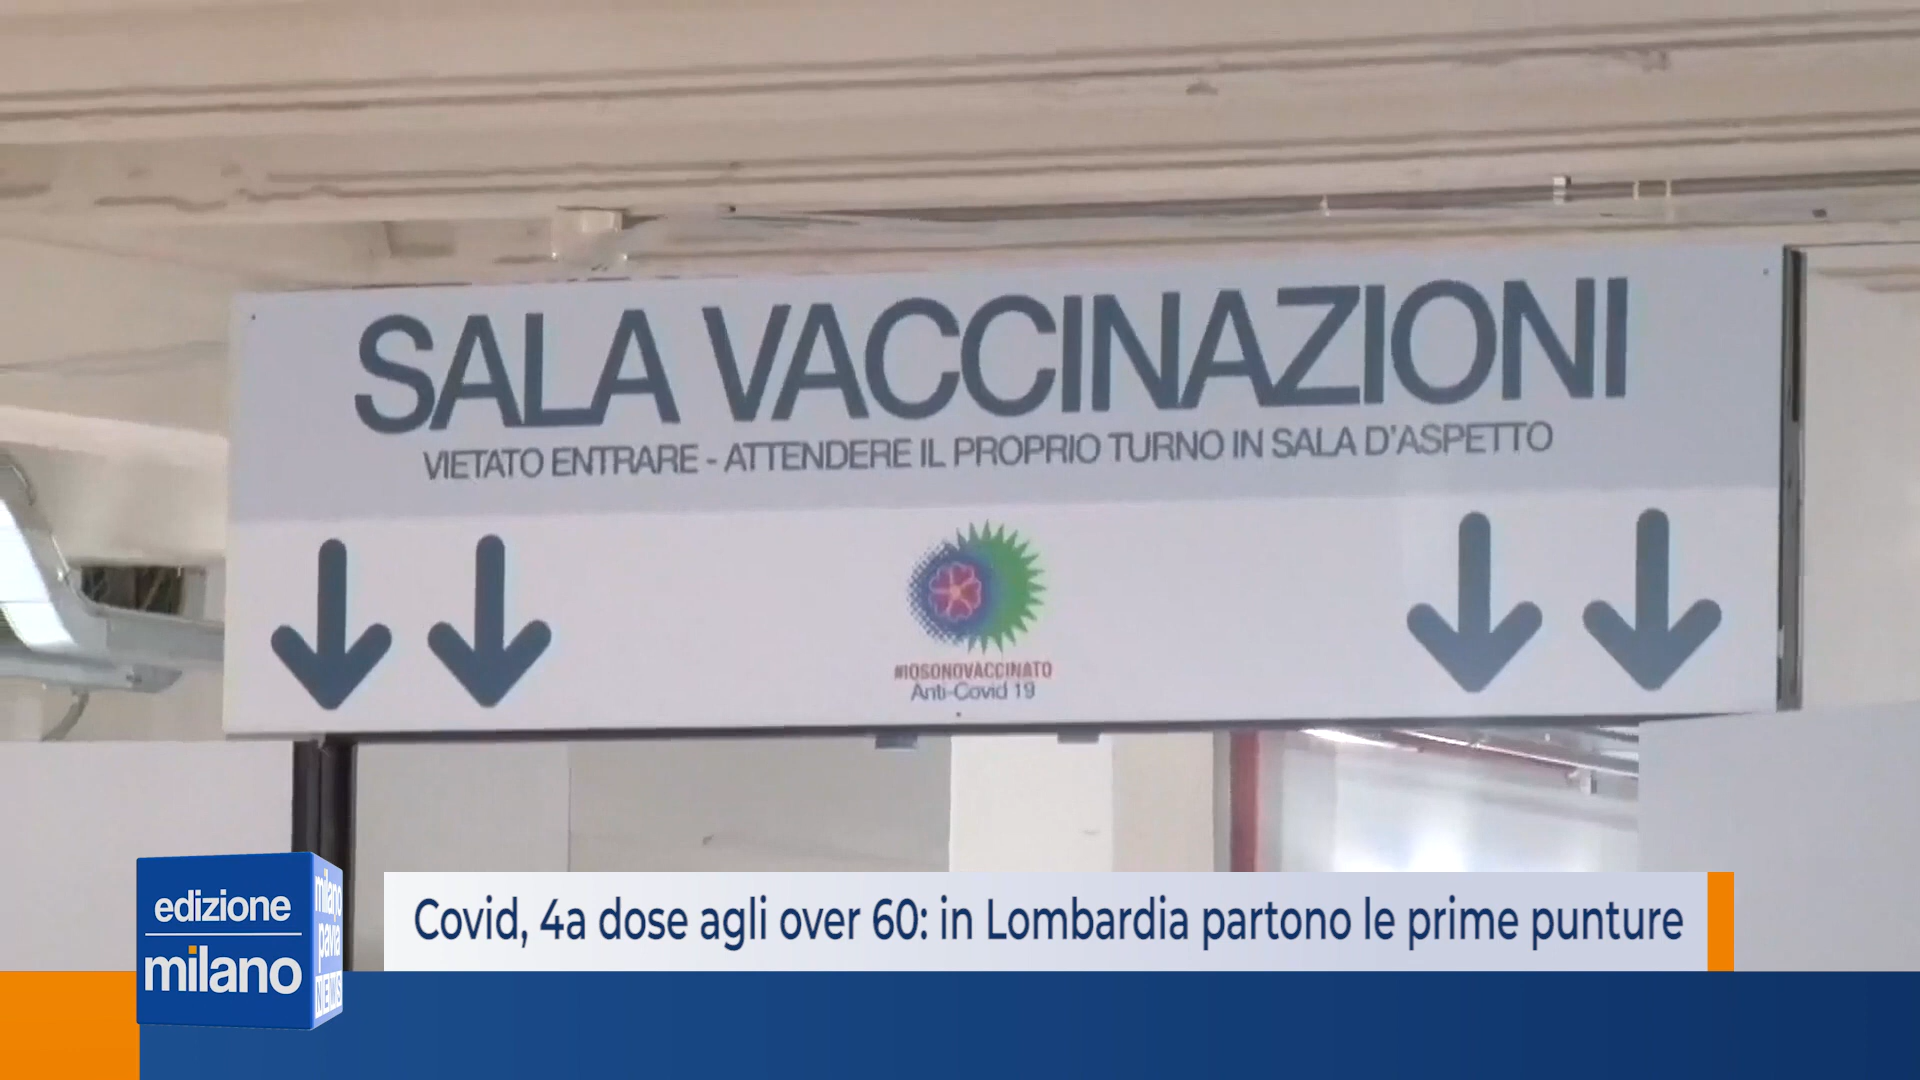 SALA VACCINAZIONI
VIETATO ENTRARE - ATTENDERE IL PROPRIO TURNO IN SALA D'ASPETTO
#IOSONOVACCINATO
Anti-Covid 19
Covid, 4a dose agli over 60: in Lombardia partono le prime punture
edizione
milano
milano
pavia
NEWS